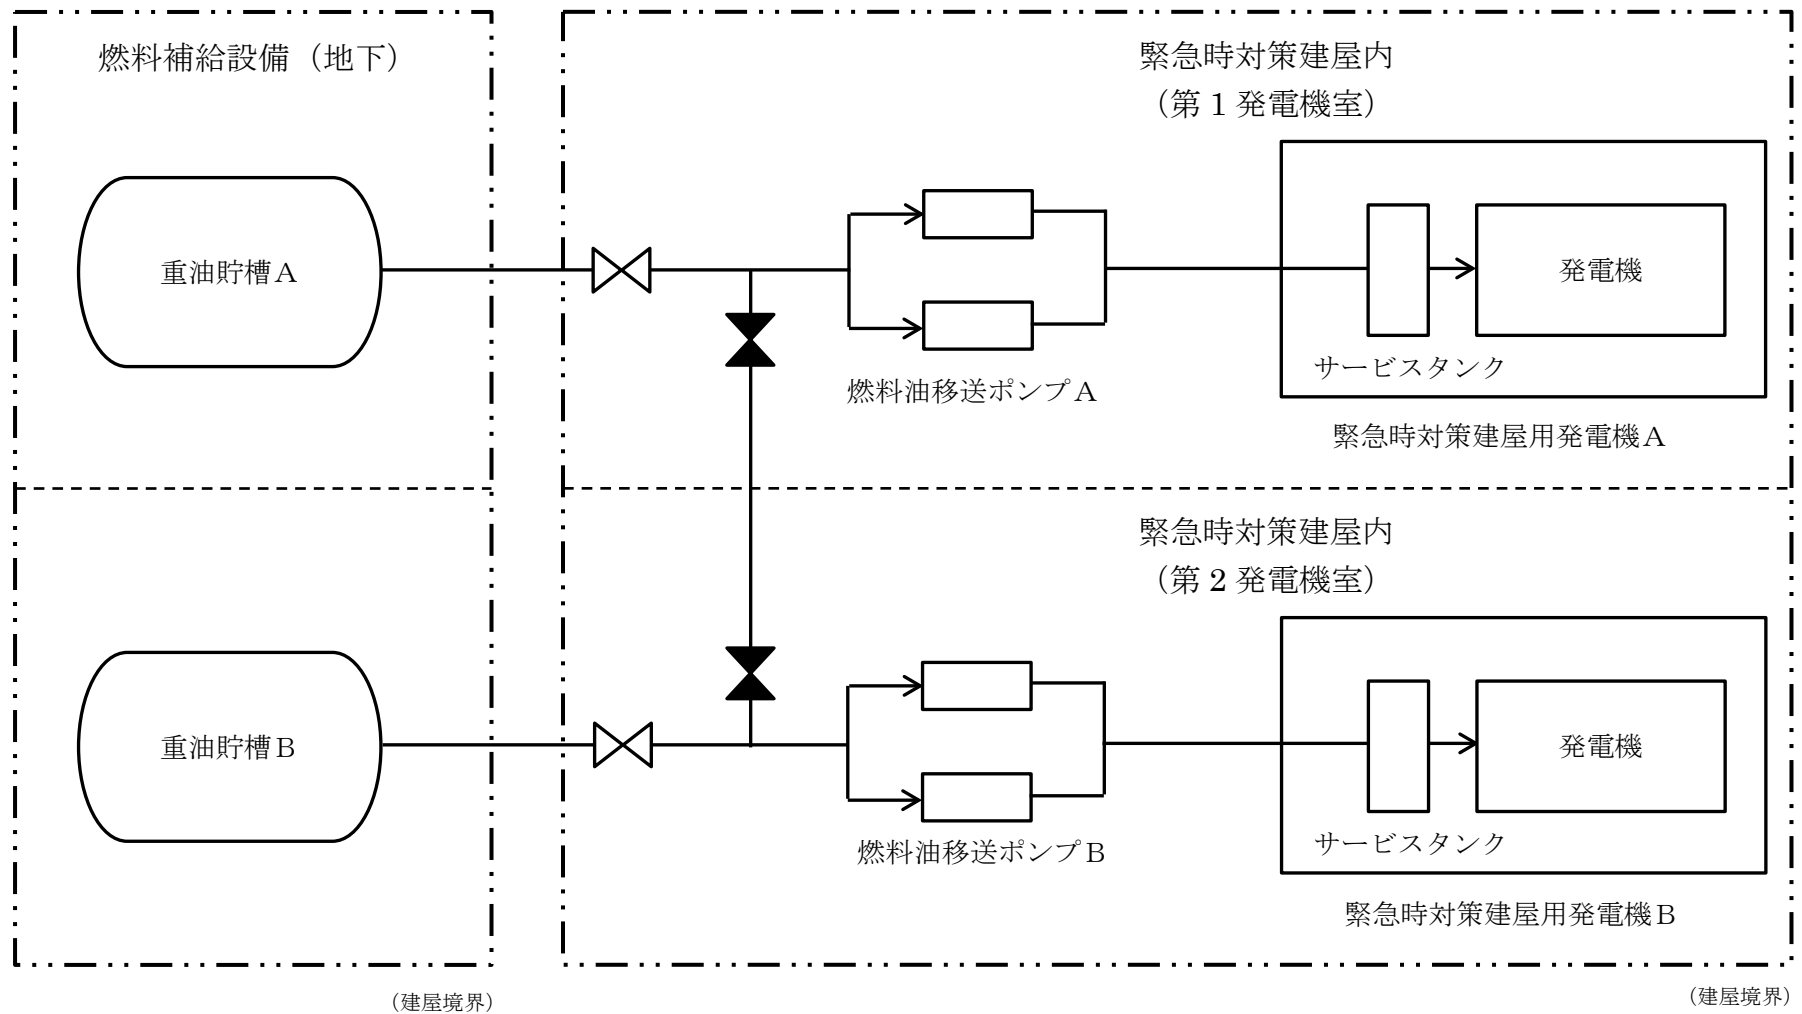 燃料補給設備（地下）
緊急時対策建屋内
（第１発電機室）
重油貯槽Ａ
発電機
サービスタンク
燃料油移送ポンプＡ
緊急時対策建屋用発電機Ａ
緊急時対策建屋内
（第２発電機室）
重油貯槽Ｂ
発電機
サービスタンク
燃料油移送ポンプＢ
緊急時対策建屋用発電機Ｂ
（建屋境界）
（建屋境界）